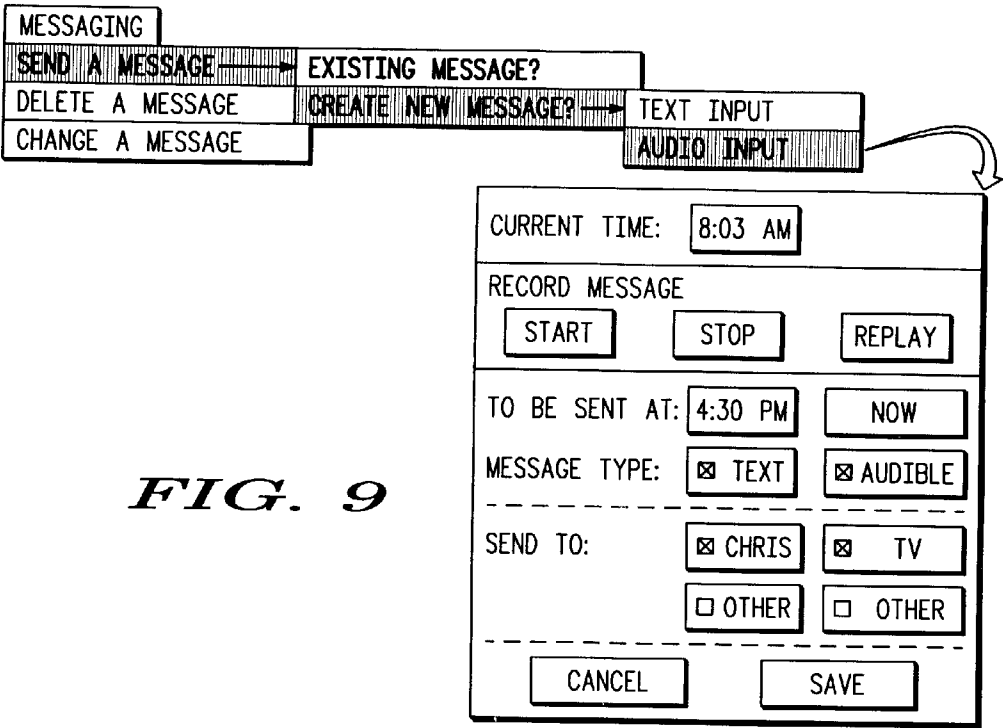 MESSAGING
SEND A MESSAGE
EXISTING MESSAGE?
DELETE A MESSAGE
CREATE NEW MESSAGE?
TEXT INPUT
CHANGE A MESSAGE
AUDIO INPUT
CURRENT TIME: 8:03 AM
RECORD MESSAGE
START STOP REPLAY
TO BE SENT AT: 4:30 PM NOW
MESSAGE TYPE: ☒ TEXT ☒ AUDIBLE
SEND TO: ☒ CHRIS ☒ TV
☐ OTHER ☐ OTHER
CANCEL SAVE
FIG. 9